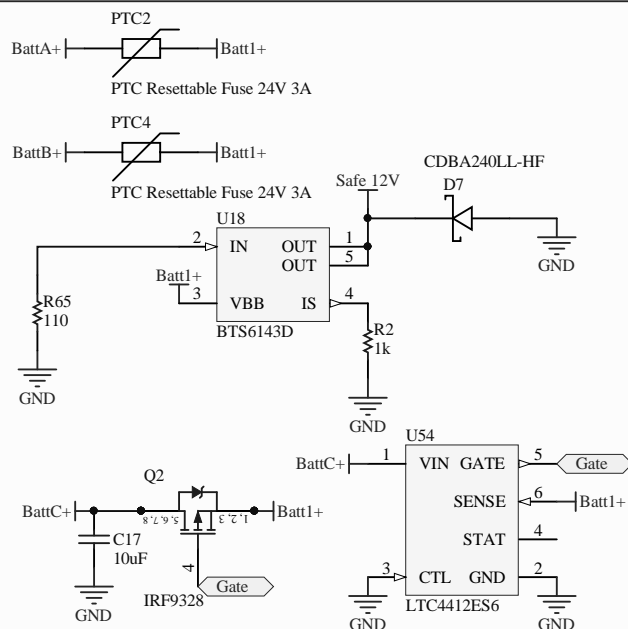 PTC2
BattA+ Batt1+
PTC Resettable Fuse 24V 3A
PTC4
BattB+ Batt1+
PTC Resettable Fuse 24V 3A
CDBA240LL-HF
Safe 12V D7
U18
2 IN OUT 1
OUT 5
GND
Batt1+
3 VBB IS 4
R65
110
BTS6143D
R2
1k
GND
GND
U54
BattC+ 1 VIN GATE 5 Gate
SENSE 6 Batt1+
STAT 4
3 CTL GND 2
LTC4412ES6
GND
GND
Q2
BattC+ 5, 6, 7, 8 1, 2, 3 Batt1+
C17
10uF
4
Gate
GND
IRF9328